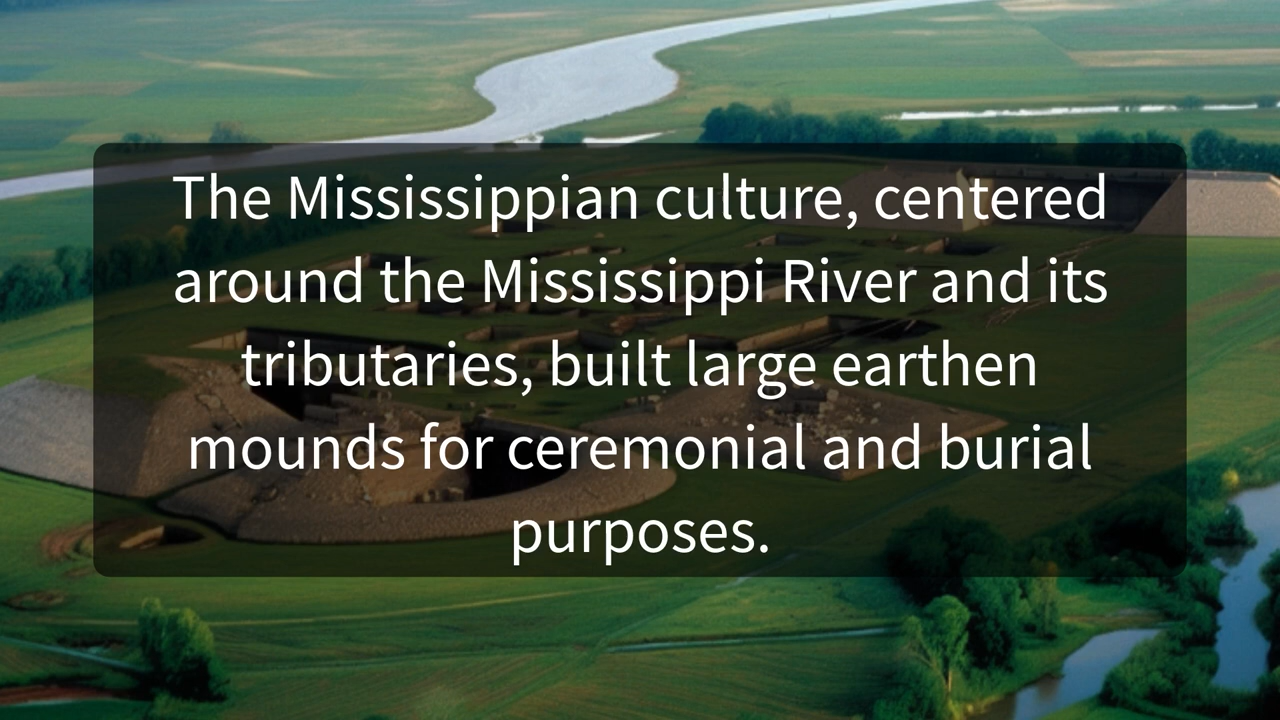 The Mississippian culture, centered
around the Mississippi River and its
tributaries, built large earthen
mounds for ceremonial and burial
purposes.